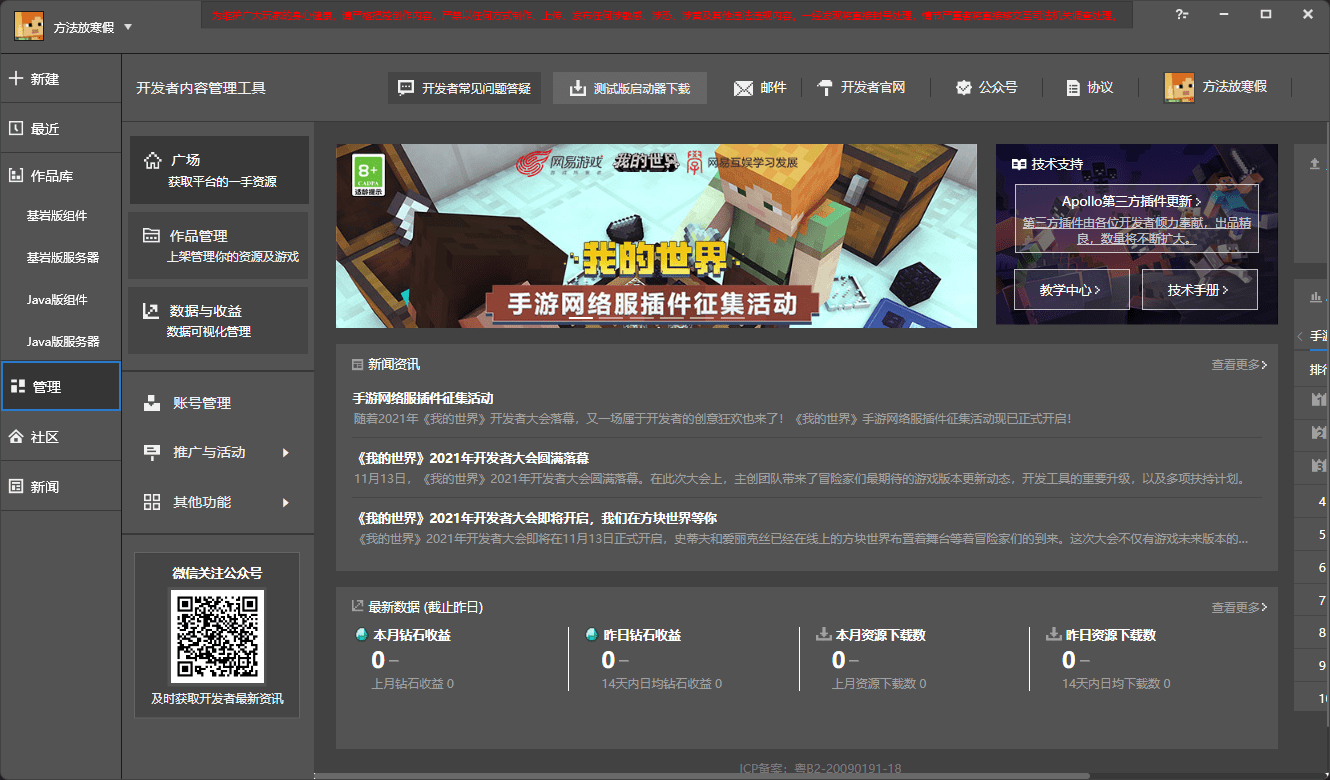 方法放寒假
新建
最近
作品库
基岩版组件
基岩版服务器
Java版组件
Java版服务器
管理
社区
新闻
开发者内容管理工具
开发者常见问题答疑
测试版启动器下载
邮件
开发者官网
公众号
协议
方法放寒假
广场
获取平台的一手资源
作品管理
上架管理你的资源及游戏
数据与收益
数据可视化管理
账号管理
推广与活动
其他功能
微信关注公众号
及时获取开发者最新资讯
8+
CADPA
适龄提示
网易游戏
我的世界
网易互娱学习发展
我的世界
手游网络服插件征集活动
技术支持
Apollo第三方插件更新>
第三方插件由各位开发者倾力奉献，出品精
良，数量将不断扩大。
教学中心>
技术手册>
新闻资讯
查看更多>
手游网络服插件征集活动
随着2021年《我的世界》开发者大会落幕，又一场属于开发者的创意狂欢也来了！《我的世界》手游网络服插件征集活动现已正式开启！
《我的世界》2021年开发者大会圆满落幕
11月13日，《我的世界》2021年开发者大会圆满落幕。在此次大会上，主创团队带来了冒险家们最期待的游戏版本更新动态，开发工具的重要升级，以及多项扶持计划。
《我的世界》2021年开发者大会即将开启，我们在方块世界等你
《我的世界》2021年开发者大会即将在11月13日正式开启，史蒂夫和爱丽克丝已经在线上的方块世界布置着舞台等着冒险家们的到来。这次大会不仅有游戏未来版本的...
最新数据 (截止昨日)
查看更多>
本月钻石收益
0 –
上月钻石收益 0
昨日钻石收益
0 –
14天内日均钻石收益 0
本月资源下载数
0 –
上月资源下载数 0
昨日资源下载数
0 –
14天内日均下载数 0
手游
排行
1
2
3
4
5
6
7
8
9
10
ICP备案：粤B2-20090191-18